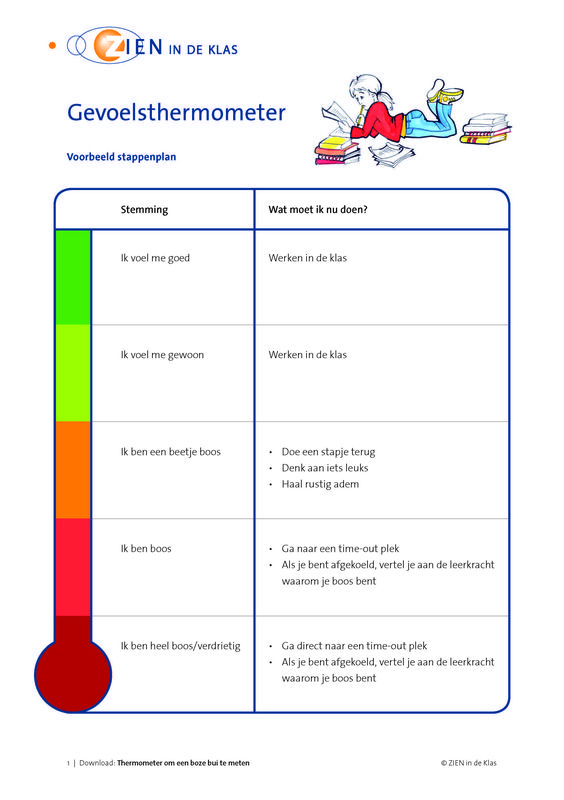 ZIEN IN DE KLAS
Gevoelsthermometer
Voorbeeld stappenplan
Stemming
Wat moet ik nu doen?
Ik voel me goed
Werken in de klas
Ik voel me gewoon
Werken in de klas
Ik ben een beetje boos
• Doe een stapje terug
• Denk aan iets leuks
• Haal rustig adem
Ik ben boos
• Ga naar een time-out plek
• Als je bent afgekoeld, vertel je aan de leerkracht
waarom je boos bent
Ik ben heel boos/verdrietig
• Ga direct naar een time-out plek
• Als je bent afgekoeld, vertel je aan de leerkracht
waarom je boos bent
1 | Download: Thermometer om een boze bui te meten
© ZIEN in de Klas